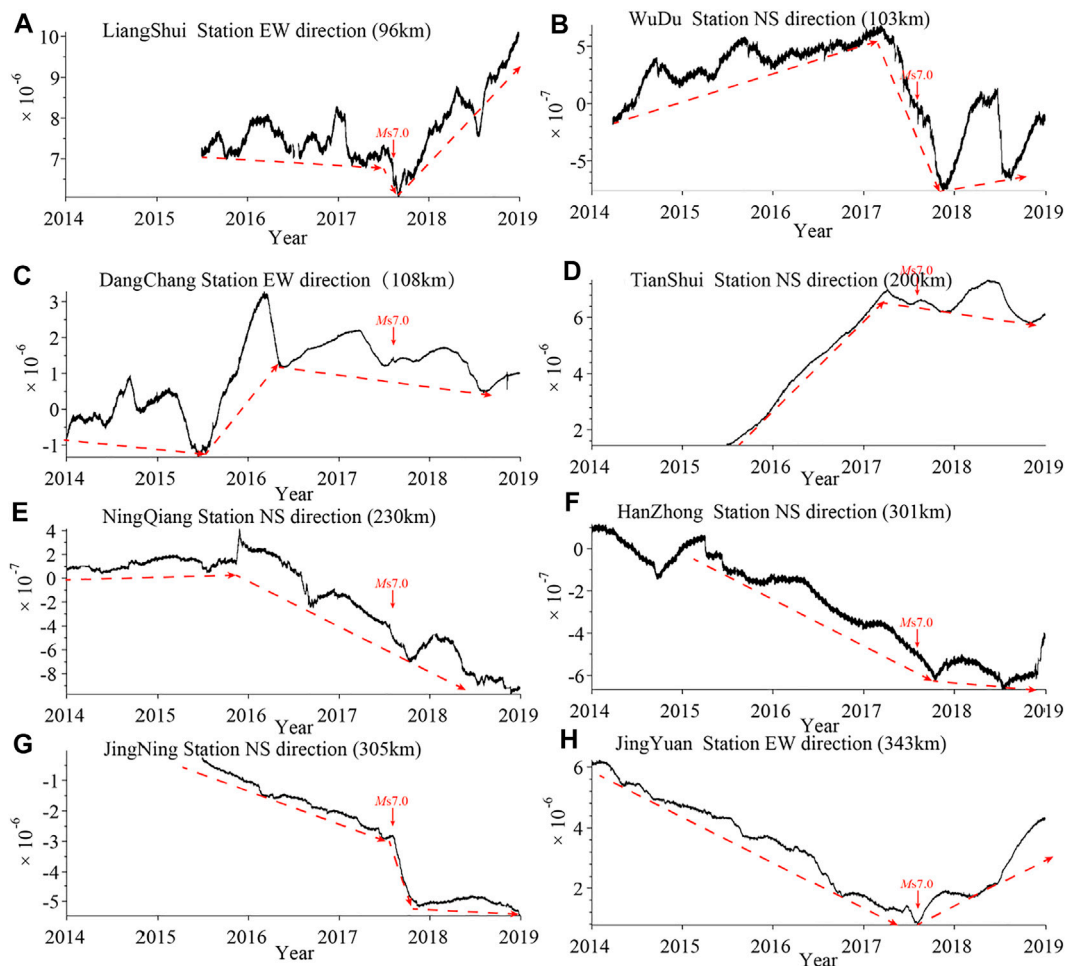 A
LiangShui Station EW direction (96km)
10
9
8
7
× 10⁻⁶
Ms7.0
2014 2015 2016 2017 2018 2019
Year
B
WuDu Station NS direction (103km)
5
0
-5
× 10⁻⁷
Ms7.0
2014 2015 2016 2017 2018 2019
Year
C
DangChang Station EW direction (108km)
3
2
1
0
-1
× 10⁻⁶
Ms7.0
2014 2015 2016 2017 2018 2019
Year
D
TianShui Station NS direction (200km)
6
4
2
× 10⁻⁶
Ms7.0
2014 2015 2016 2017 2018 2019
Year
E
NingQiang Station NS direction (230km)
4
2
0
-2
-4
-6
-8
× 10⁻⁷
Ms7.0
2014 2015 2016 2017 2018 2019
Year
F
HanZhong Station NS direction (301km)
0
-2
-4
-6
× 10⁻⁷
Ms7.0
2014 2015 2016 2017 2018 2019
Year
G
JingNing Station NS direction (305km)
-1
-2
-3
-4
-5
× 10⁻⁶
Ms7.0
2014 2015 2016 2017 2018 2019
Year
H
JingYuan Station EW direction (343km)
6
4
2
× 10⁻⁶
Ms7.0
2014 2015 2016 2017 2018 2019
Year